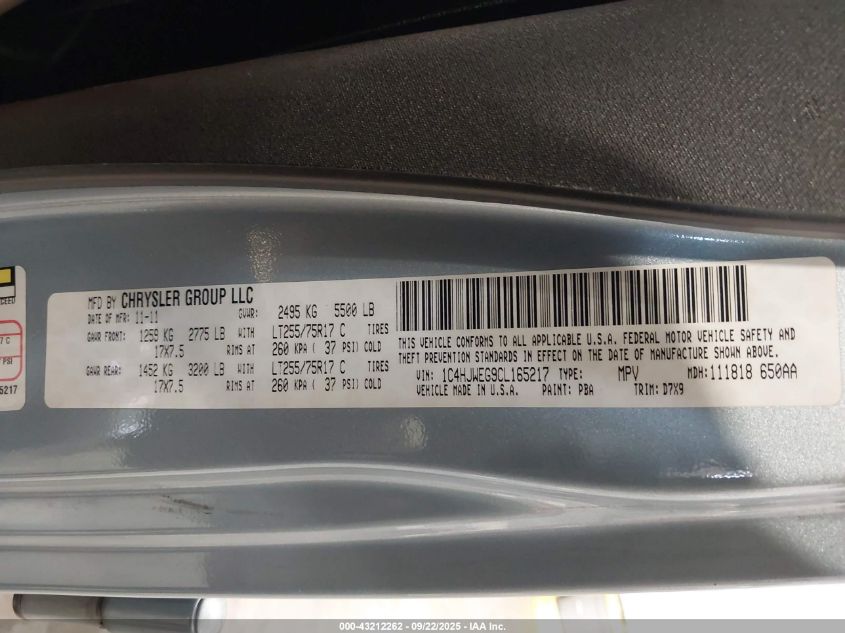 MFD BY CHRYSLER GROUP LLC
DATE OF MFR: 11-11 GVWR: 2495 KG 5500 LB
GAWR FRONT: 1259 KG 2775 LB WITH LT255/75R17 C TIRES
17X7.5 RIMS AT 260 KPA ( 37 PSI) COLD
GAWR REAR: 1452 KG 3200 LB WITH LT255/75R17 C TIRES
17X7.5 RIMS AT 260 KPA ( 37 PSI) COLD
THIS VEHICLE CONFORMS TO ALL APPLICABLE U.S.A. FEDERAL MOTOR VEHICLE SAFETY AND
THEFT PREVENTION STANDARDS IN EFFECT ON THE DATE OF MANUFACTURE SHOWN ABOVE.
VIN: 1C4HJWEG9CL165217 TYPE: MPV MDH: 111818 650AA
VEHICLE MADE IN U.S.A. PAINT: PBA TRIM: D7X9
7 C
PSI
5217
000-43212262 - 09/22/2025 - IAA Inc.